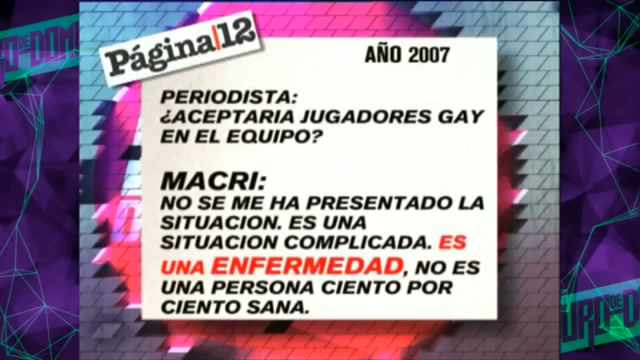 Página|12
AÑO 2007
PERIODISTA:
¿ACEPTARIA JUGADORES GAY
EN EL EQUIPO?
MACRI:
NO SE ME HA PRESENTADO LA
SITUACION. ES UNA
SITUACION COMPLICADA. ES
UNA ENFERMEDAD, NO ES
UNA PERSONA CIENTO POR
CIENTO SANA.